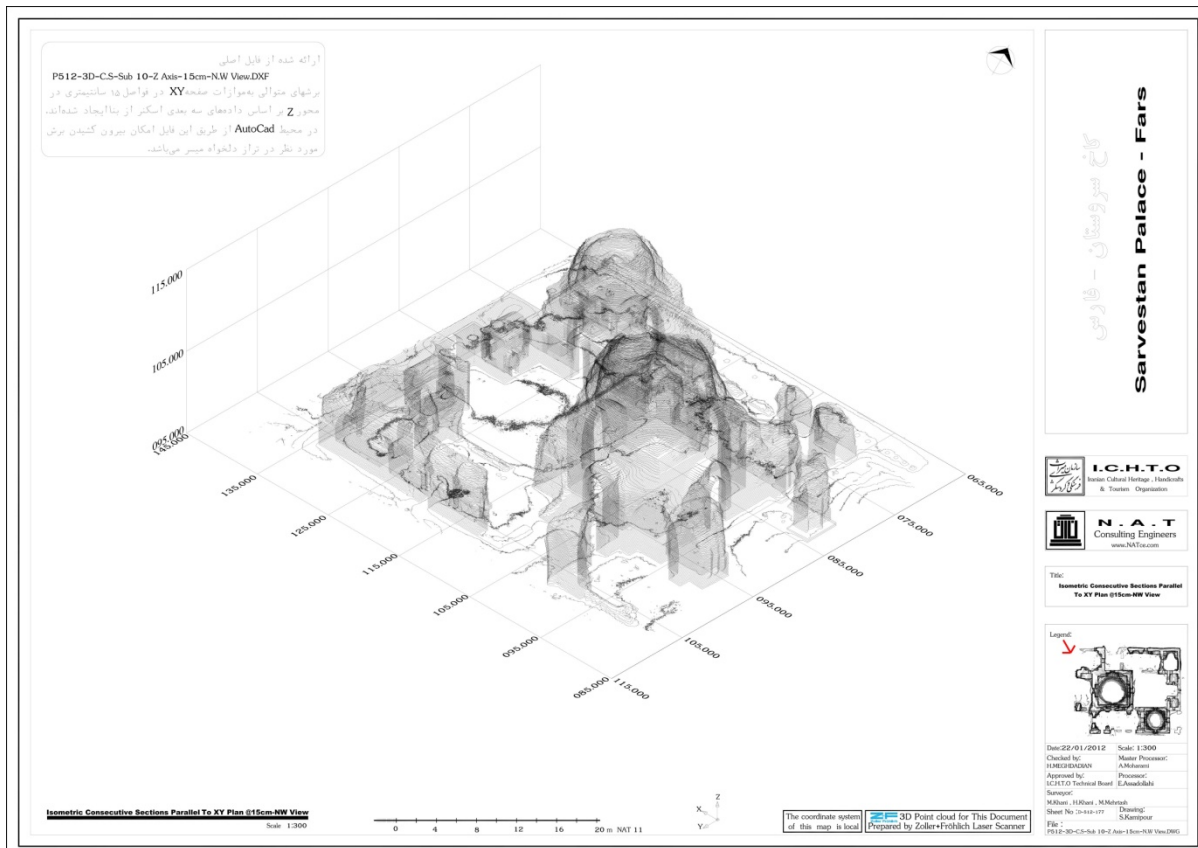 ارائه شده از فایل اصلی
P512-3D-C.S-Sub 10-Z Axis-15cm-N.W View.DXF
برشهای متوالی به‌موازات صفحه XY در فواصل ۱۵ سانتیمتری در
محور Z بر اساس داده‌های سه بعدی اسکنر از بنا ایجاد شده‌اند.
در محیط AutoCad از طریق این فایل امکان بیرون کشیدن برش
مورد نظر در تراز دلخواه میسر می‌باشد.
115.000
105.000
095.000
145.000
135.000
125.000
115.000
105.000
095.000
085.000
115.000
105.000
095.000
085.000
075.000
065.000
کاخ سروستان - فارس
Sarvestan Palace - Fars
I.C.H.T.O
Iranian Cultural Heritage , Handicrafts
& Tourism Organization
N.A.T
Consulting Engineers
www.NATce.com
Title:
Isometric Consecutive Sections Parallel
To XY Plan @15cm-NW View
Legend:
Date:22/01/2012 Scale: 1:300
Checked by: Master Processor:
H.MEGHDADIAN A.Moharami
Approved by: Processor:
I.C.H.T.O Technical Board E.Assadollahi
Surveyor:
M.Khani , H.Khani , M.Mehrtash
Sheet No.:D-512-177 Drawing:
S.Kamipour
File :
P512-3D-C.S-Sub 10-Z Axis-15cm-N.W View.DWG
Isometric Consecutive Sections Parallel To XY Plan @15cm-NW View
Scale 1:300
0 4 8 12 16 20 m NAT 11
Z
X
Y
The coordinate system
of this map is local
ZF
3D Point cloud for This Document
Prepared by Zoller+Fröhlich Laser Scanner